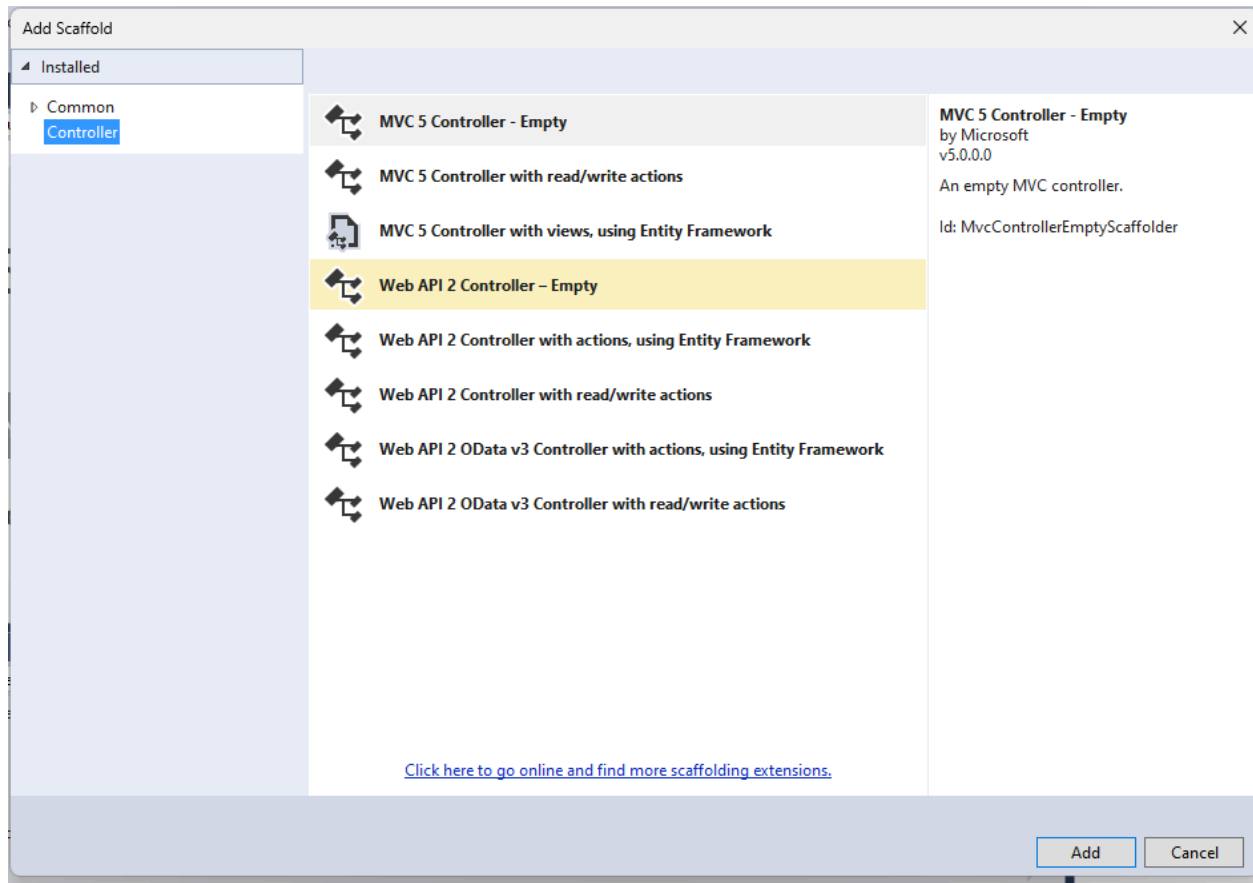 Add Scaffold
Installed
Common
Controller
MVC 5 Controller - Empty
MVC 5 Controller with read/write actions
MVC 5 Controller with views, using Entity Framework
Web API 2 Controller – Empty
Web API 2 Controller with actions, using Entity Framework
Web API 2 Controller with read/write actions
Web API 2 OData v3 Controller with actions, using Entity Framework
Web API 2 OData v3 Controller with read/write actions
Click here to go online and find more scaffolding extensions.
MVC 5 Controller - Empty
by Microsoft
v5.0.0.0
An empty MVC controller.
Id: MvcControllerEmptyScaffolder
Add
Cancel